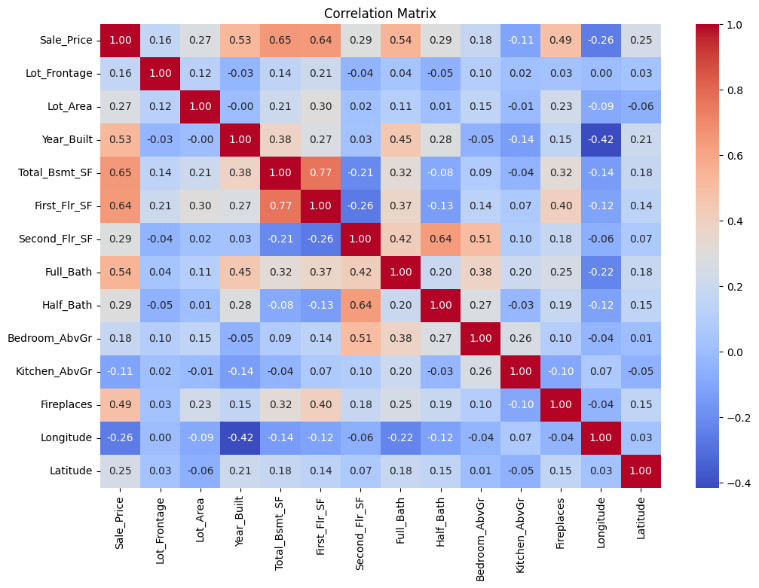 Correlation Matrix
Sale_Price 1.00 0.16 0.27 0.53 0.65 0.64 0.29 0.54 0.29 0.18 -0.11 0.49 -0.26 0.25
Lot_Frontage 0.16 1.00 0.12 -0.03 0.14 0.21 -0.04 0.04 -0.05 0.10 0.02 0.03 0.00 0.03
Lot_Area 0.27 0.12 1.00 -0.00 0.21 0.30 0.02 0.11 0.01 0.15 -0.01 0.23 -0.09 -0.06
Year_Built 0.53 -0.03 -0.00 1.00 0.38 0.27 0.03 0.45 0.28 -0.05 -0.14 0.15 -0.42 0.21
Total_Bsmt_SF 0.65 0.14 0.21 0.38 1.00 0.77 -0.21 0.32 -0.08 0.09 -0.04 0.32 -0.14 0.18
First_Flr_SF 0.64 0.21 0.30 0.27 0.77 1.00 -0.26 0.37 -0.13 0.14 0.07 0.40 -0.12 0.14
Second_Flr_SF 0.29 -0.04 0.02 0.03 -0.21 -0.26 1.00 0.42 0.64 0.51 0.10 0.18 -0.06 0.07
Full_Bath 0.54 0.04 0.11 0.45 0.32 0.37 0.42 1.00 0.20 0.38 0.20 0.25 -0.22 0.18
Half_Bath 0.29 -0.05 0.01 0.28 -0.08 -0.13 0.64 0.20 1.00 0.27 -0.03 0.19 -0.12 0.15
Bedroom_AbvGr 0.18 0.10 0.15 -0.05 0.09 0.14 0.51 0.38 0.27 1.00 0.26 0.10 -0.04 0.01
Kitchen_AbvGr -0.11 0.02 -0.01 -0.14 -0.04 0.07 0.10 0.20 -0.03 0.26 1.00 -0.10 0.07 -0.05
Fireplaces 0.49 0.03 0.23 0.15 0.32 0.40 0.18 0.25 0.19 0.10 -0.10 1.00 -0.04 0.15
Longitude -0.26 0.00 -0.09 -0.42 -0.14 -0.12 -0.06 -0.22 -0.12 -0.04 0.07 -0.04 1.00 0.03
Latitude 0.25 0.03 -0.06 0.21 0.18 0.14 0.07 0.18 0.15 0.01 -0.05 0.15 0.03 1.00
Sale_Price
Lot_Frontage
Lot_Area
Year_Built
Total_Bsmt_SF
First_Flr_SF
Second_Flr_SF
Full_Bath
Half_Bath
Bedroom_AbvGr
Kitchen_AbvGr
Fireplaces
Longitude
Latitude
1.0
0.8
0.6
0.4
0.2
0.0
-0.2
-0.4